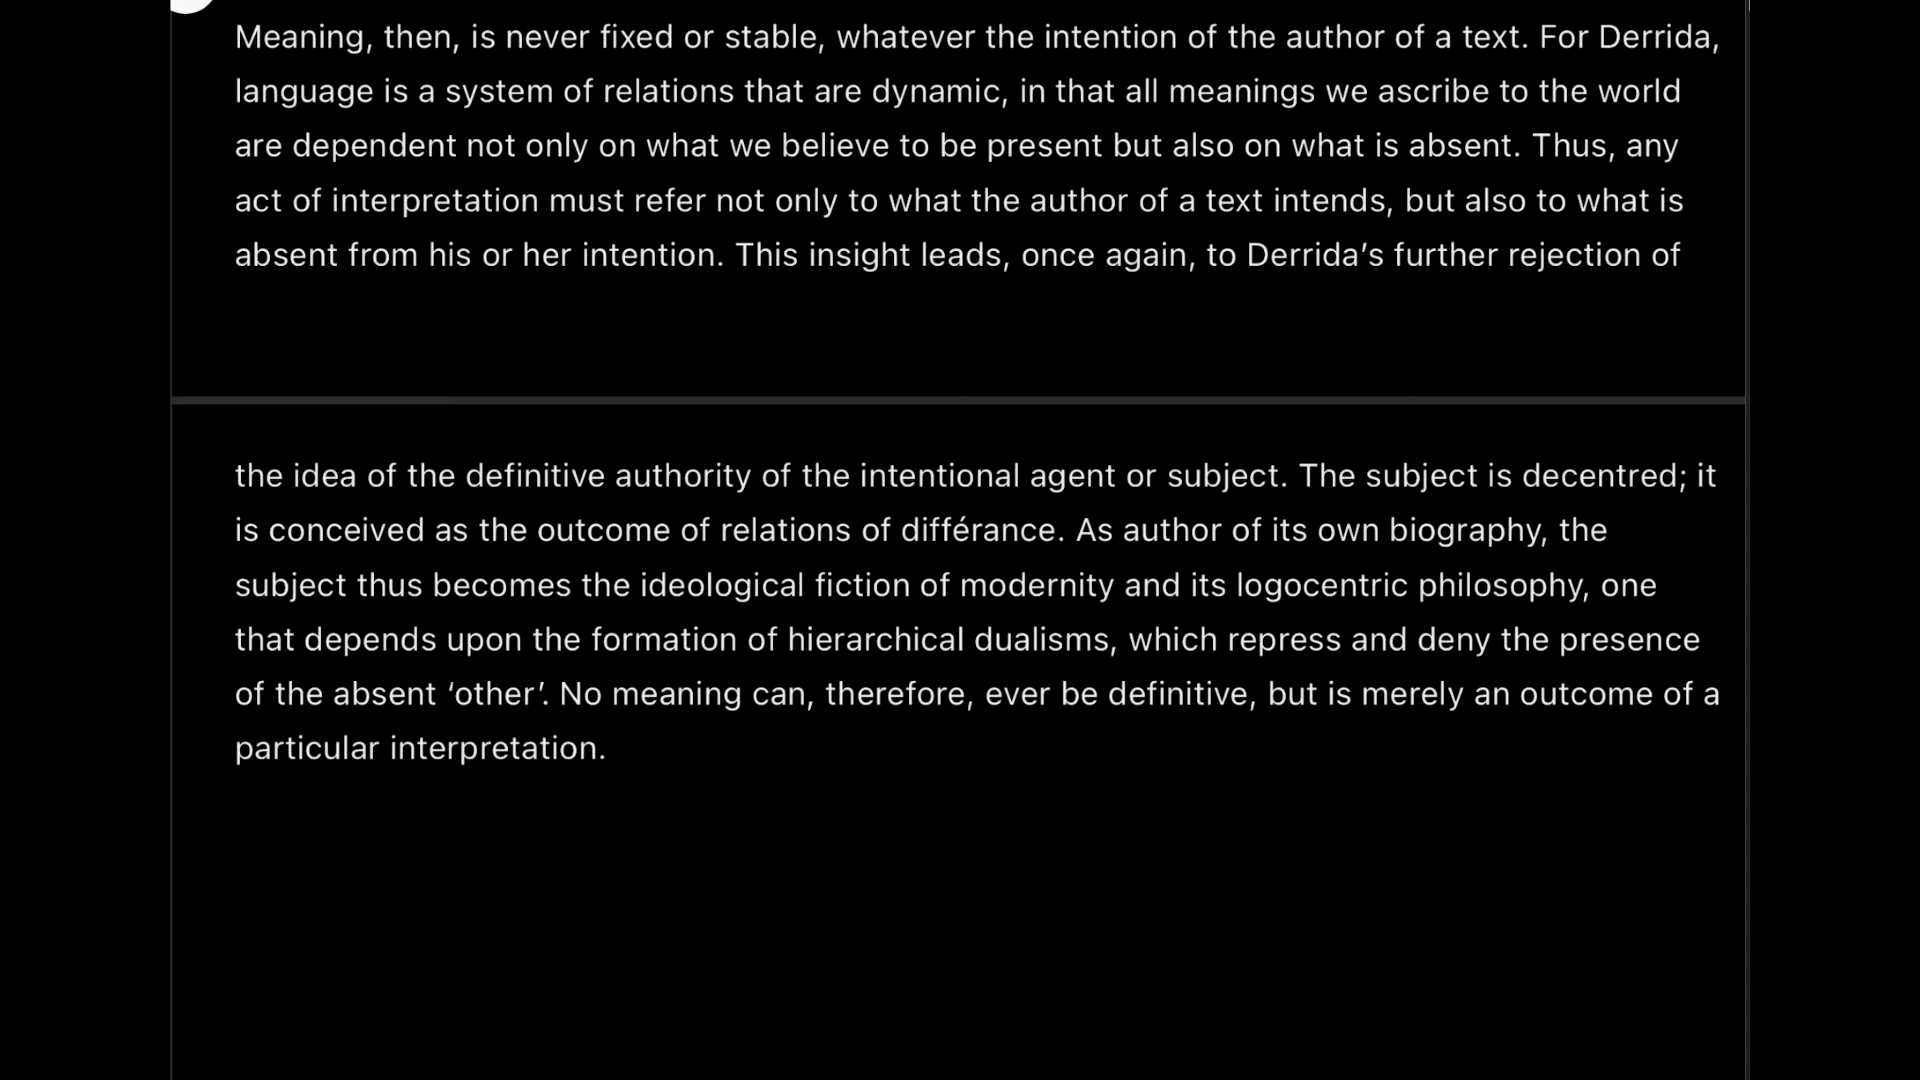 Meaning, then, is never fixed or stable, whatever the intention of the author of a text. For Derrida,
language is a system of relations that are dynamic, in that all meanings we ascribe to the world
are dependent not only on what we believe to be present but also on what is absent. Thus, any
act of interpretation must refer not only to what the author of a text intends, but also to what is
absent from his or her intention. This insight leads, once again, to Derrida’s further rejection of
the idea of the definitive authority of the intentional agent or subject. The subject is decentred; it
is conceived as the outcome of relations of différance. As author of its own biography, the
subject thus becomes the ideological fiction of modernity and its logocentric philosophy, one
that depends upon the formation of hierarchical dualisms, which repress and deny the presence
of the absent ‘other’. No meaning can, therefore, ever be definitive, but is merely an outcome of a
particular interpretation.